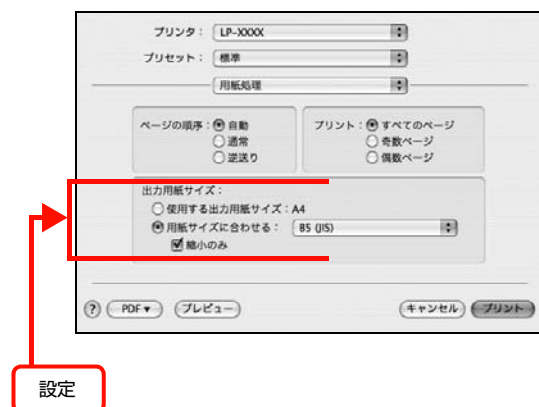 プリンタ： LP-XXXX
プリセット： 標準
用紙処理
ページの順序： 自動
通常
逆送り
プリント： すべてのページ
奇数ページ
偶数ページ
出力用紙サイズ：
使用する出力用紙サイズ：A4
用紙サイズに合わせる： B5 (JIS)
縮小のみ
? PDF▼ プレビュー キャンセル プリント
設定